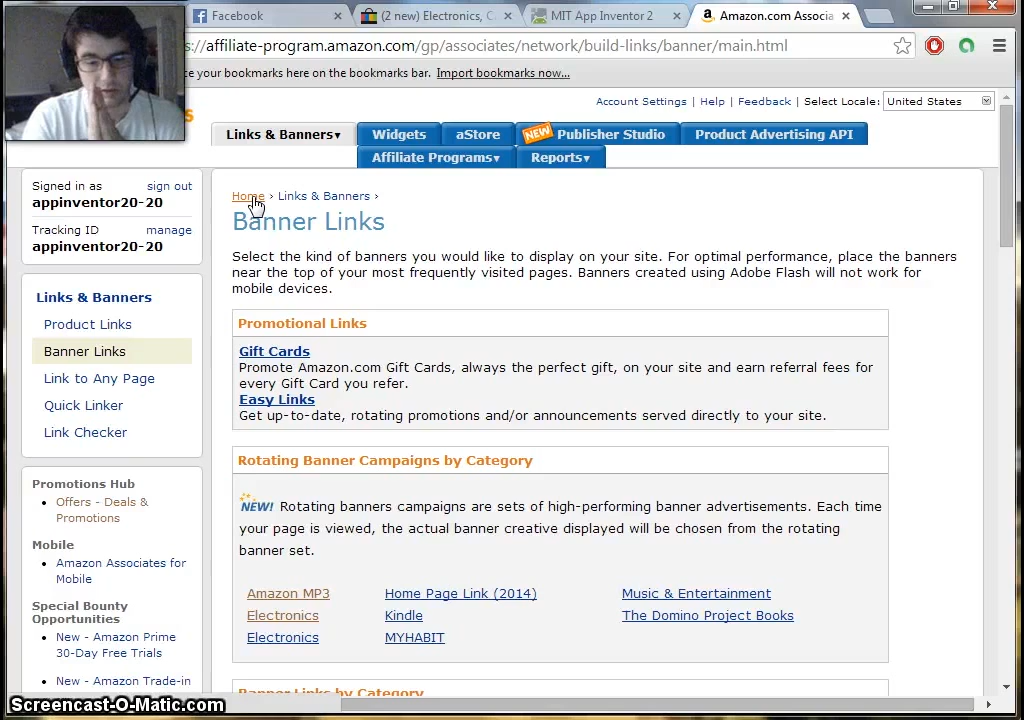 Facebook
(2 new) Electronics, C
MIT App Inventor 2
Amazon.com Associa
s://affiliate-program.amazon.com/gp/associates/network/build-links/banner/main.html
ce your bookmarks here on the bookmarks bar. Import bookmarks now...
s
Account Settings | Help | Feedback | Select Locale: United States
Links & Banners▾ Widgets aStore NEW Publisher Studio Product Advertising API
Affiliate Programs▾ Reports▾
Signed in as sign out
appinventor20-20
Tracking ID manage
appinventor20-20
Links & Banners
Product Links
Banner Links
Link to Any Page
Quick Linker
Link Checker
Promotions Hub
• Offers - Deals &
Promotions
Mobile
• Amazon Associates for
Mobile
Special Bounty
Opportunities
• New - Amazon Prime
30-Day Free Trials
• New - Amazon Trade-in
Home › Links & Banners ›
Banner Links
Select the kind of banners you would like to display on your site. For optimal performance, place the banners
near the top of your most frequently visited pages. Banners created using Adobe Flash will not work for
mobile devices.
Promotional Links
Gift Cards
Promote Amazon.com Gift Cards, always the perfect gift, on your site and earn referral fees for
every Gift Card you refer.
Easy Links
Get up-to-date, rotating promotions and/or announcements served directly to your site.
Rotating Banner Campaigns by Category
NEW! Rotating banners campaigns are sets of high-performing banner advertisements. Each time
your page is viewed, the actual banner creative displayed will be chosen from the rotating
banner set.
Amazon MP3 Home Page Link (2014) Music & Entertainment
Electronics Kindle The Domino Project Books
Electronics MYHABIT
Banner Links by Category
Screencast-O-Matic.com